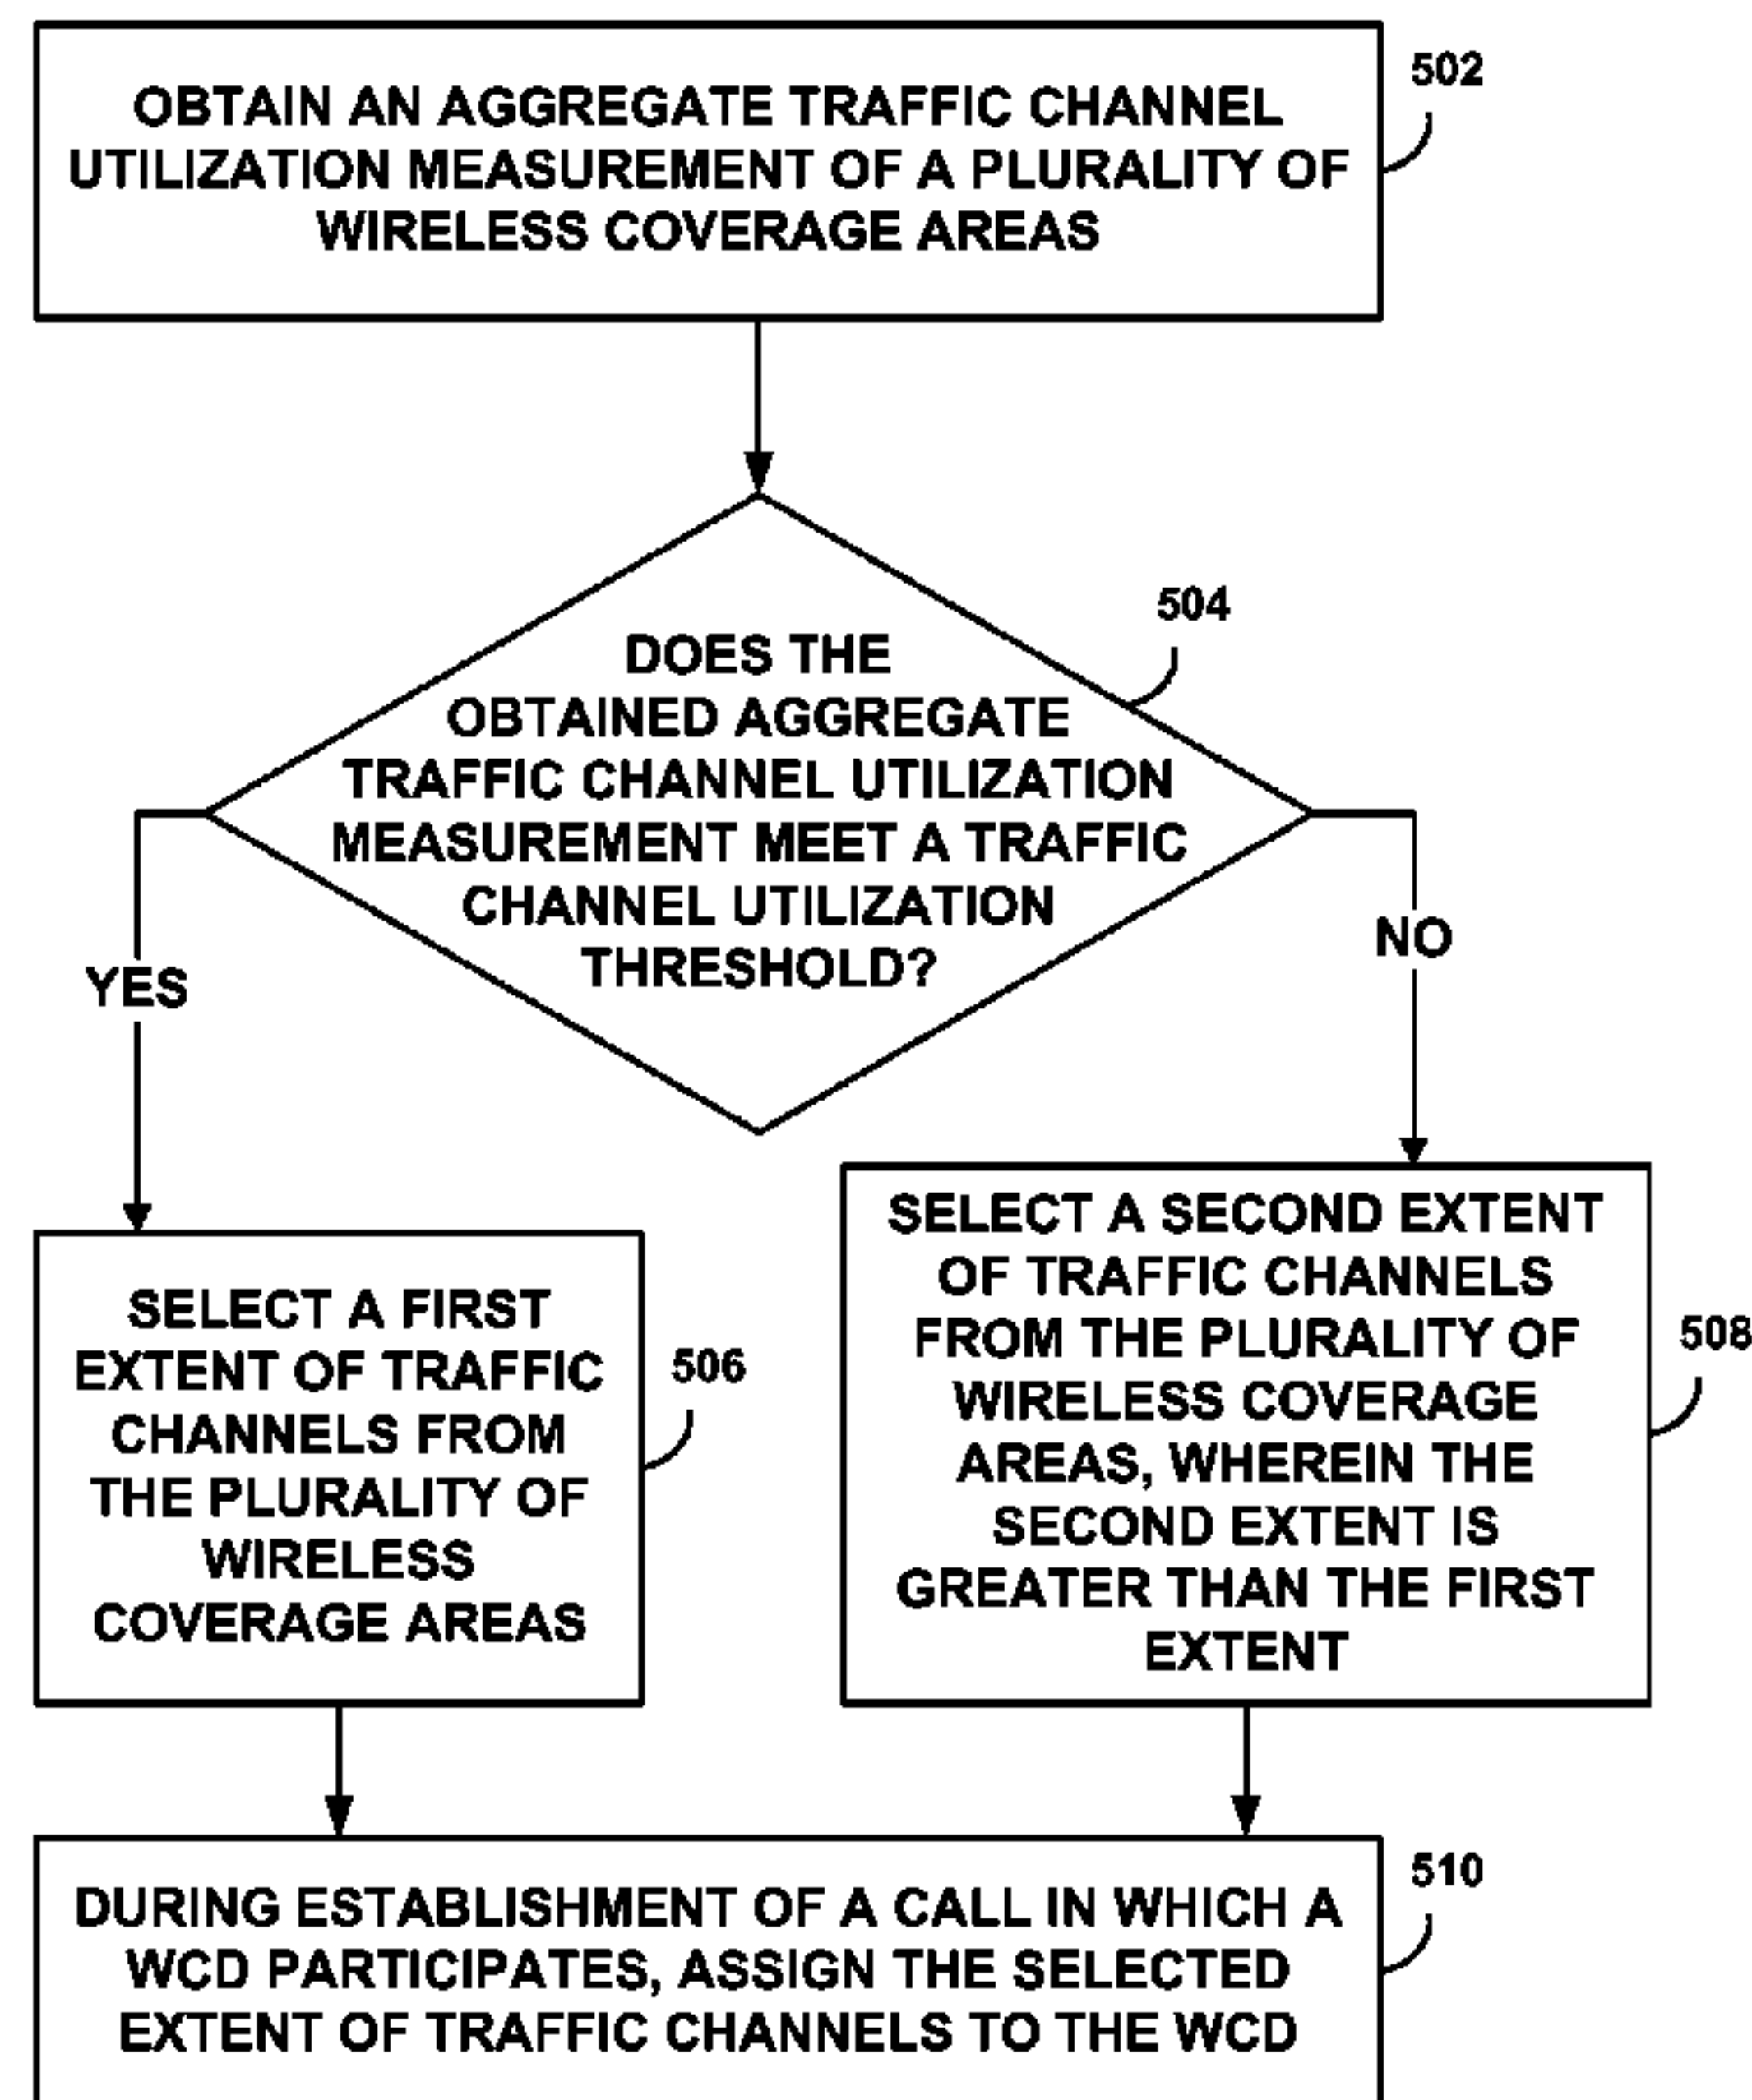 502
OBTAIN AN AGGREGATE TRAFFIC CHANNEL
UTILIZATION MEASUREMENT OF A PLURALITY OF
WIRELESS COVERAGE AREAS
504
DOES THE
OBTAINED AGGREGATE
TRAFFIC CHANNEL UTILIZATION
MEASUREMENT MEET A TRAFFIC
CHANNEL UTILIZATION
THRESHOLD?
YES
NO
SELECT A FIRST
EXTENT OF TRAFFIC
CHANNELS FROM
THE PLURALITY OF
WIRELESS
COVERAGE AREAS
506
SELECT A SECOND EXTENT
OF TRAFFIC CHANNELS
FROM THE PLURALITY OF
WIRELESS COVERAGE
AREAS, WHEREIN THE
SECOND EXTENT IS
GREATER THAN THE FIRST
EXTENT
508
510
DURING ESTABLISHMENT OF A CALL IN WHICH A
WCD PARTICIPATES, ASSIGN THE SELECTED
EXTENT OF TRAFFIC CHANNELS TO THE WCD